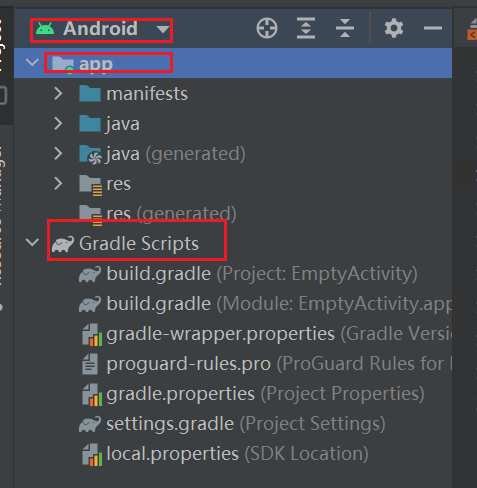 Android
app
manifests
java
java (generated)
res
res (generated)
Gradle Scripts
build.gradle (Project: EmptyActivity)
build.gradle (Module: EmptyActivity.app
gradle-wrapper.properties (Gradle Versi
proguard-rules.pro (ProGuard Rules for
gradle.properties (Project Properties)
settings.gradle (Project Settings)
local.properties (SDK Location)